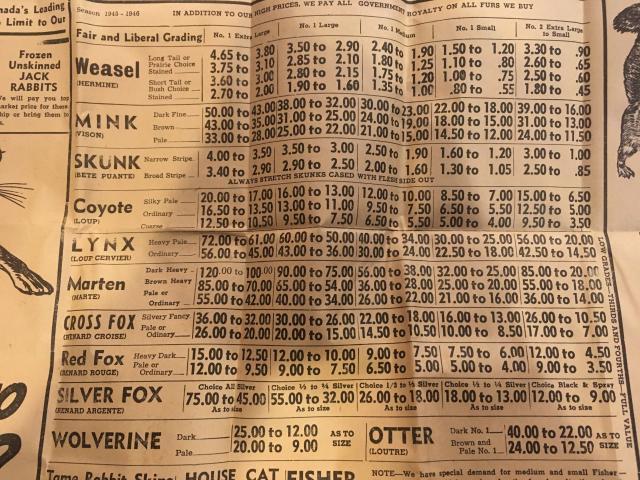 nada's Leading
o Limit to Our
Season 1945 - 1946 IN ADDITION TO OUR HIGH PRICES, WE PAY ALL GOVERNMENT ROYALTY ON ALL FURS WE BUY
Frozen
Unskinned
JACK
RABBITS
We will pay you top
market price for these
ship or bring them to
us.
Fair and Liberal Grading No. 1 Extra Large No. 1 Large No. 1 Medium No. 1 Small No. 2 Extra Large to Small
Weasel (HERMINE)
Long Tail or Prairie Choice 4.65 to 3.80 3.50 to 2.90 2.40 to 1.90 1.50 to 1.20 3.30 to .90
Stained 3.75 to 3.10 2.85 to 2.10 1.80 to 1.25 1.10 to .80 2.60 to .65
Short Tail or Bush Choice 3.60 to 3.00 2.80 to 2.15 1.75 to 1.20 1.00 to .75 2.50 to .60
Stained 2.70 to 2.00 1.90 to 1.60 1.35 to 1.00 .80 to .55 1.80 to .45
MINK (VISON)
Dark Fine 50.00 to 43.00 38.00 to 32.00 30.00 to 23.00 22.00 to 18.00 39.00 to 16.00
Brown 43.00 to 35.00 31.00 to 25.00 24.00 to 19.00 18.00 to 15.00 31.00 to 13.00
Pale 33.00 to 28.00 25.00 to 22.00 21.00 to 15.00 14.50 to 12.00 24.00 to 11.50
SKUNK (BETE PUANTE)
Narrow Stripe 4.00 to 3.50 3.50 to 3.00 2.50 to 1.90 1.60 to 1.20 3.00 to 1.00
Broad Stripe 3.40 to 2.90 2.90 to 2.50 2.00 to 1.60 1.30 to 1.05 2.50 to .85
ALWAYS STRETCH SKUNKS CASED WITH FLESH SIDE OUT
Coyote (LOUP)
Silky Pale 20.00 to 17.00 16.00 to 13.00 12.00 to 10.00 8.50 to 7.00 15.00 to 6.50
Ordinary 16.50 to 13.50 13.00 to 11.00 9.50 to 7.50 6.50 to 5.50 12.50 to 5.00
Coarse 12.50 to 10.50 9.50 to 7.50 6.50 to 5.50 5.00 to 4.00 9.50 to 3.50
LYNX (LOUP CERVIER)
Heavy Pale 72.00 to 61.00 60.00 to 50.00 40.00 to 34.00 30.00 to 25.00 56.00 to 20.00
Ordinary 56.00 to 45.00 43.00 to 36.00 30.00 to 24.00 22.50 to 18.00 42.50 to 14.50
Marten (MARTE)
Dark Heavy 120.00 to 100.00 90.00 to 75.00 56.00 to 38.00 32.00 to 25.00 85.00 to 20.00
Brown Heavy 85.00 to 70.00 65.00 to 54.00 36.00 to 28.00 25.00 to 20.00 55.00 to 18.00
Pale or Ordinary 55.00 to 42.00 40.00 to 34.00 26.00 to 22.00 21.00 to 16.00 36.00 to 14.00
CROSS FOX (RENARD CROISE)
Silvery Fancy 36.00 to 32.00 30.00 to 26.00 22.00 to 18.00 16.00 to 13.00 26.00 to 10.50
Pale or Ordinary 26.00 to 20.00 20.00 to 15.00 14.50 to 10.50 10.00 to 8.50 17.00 to 7.00
Red Fox (RENARD ROUGE)
Heavy Dark 15.00 to 12.50 12.00 to 10.00 9.00 to 7.50 7.50 to 6.00 12.00 to 4.50
Pale or Ordinary 12.00 to 9.50 9.00 to 7.50 6.50 to 5.00 5.00 to 4.00 9.00 to 3.50
SILVER FOX (RENARD ARGENTE)
Choice All Silver Choice ½ to ¾ Silver Choice 1/3 to ½ Silver Choice ¼ Silver Choice Black & Spray
75.00 to 45.00 55.00 to 32.00 26.00 to 18.00 18.00 to 13.00 12.00 to 9.00
As to size As to size As to size As to size As to size
LOW GRADES—THIRDS AND FOURTHS—FULL VALUE
WOLVERINE
Dark 25.00 to 12.00 AS TO SIZE
Pale 20.00 to 9.00
OTTER (LOUTRE)
Dark No. 1 40.00 to 22.00 AS TO SIZE
Brown and Pale No. 1 24.00 to 12.50
Tame Rabbit Skins HOUSE CAT FISHER NOTE—We have special demand for medium and small Fisher—